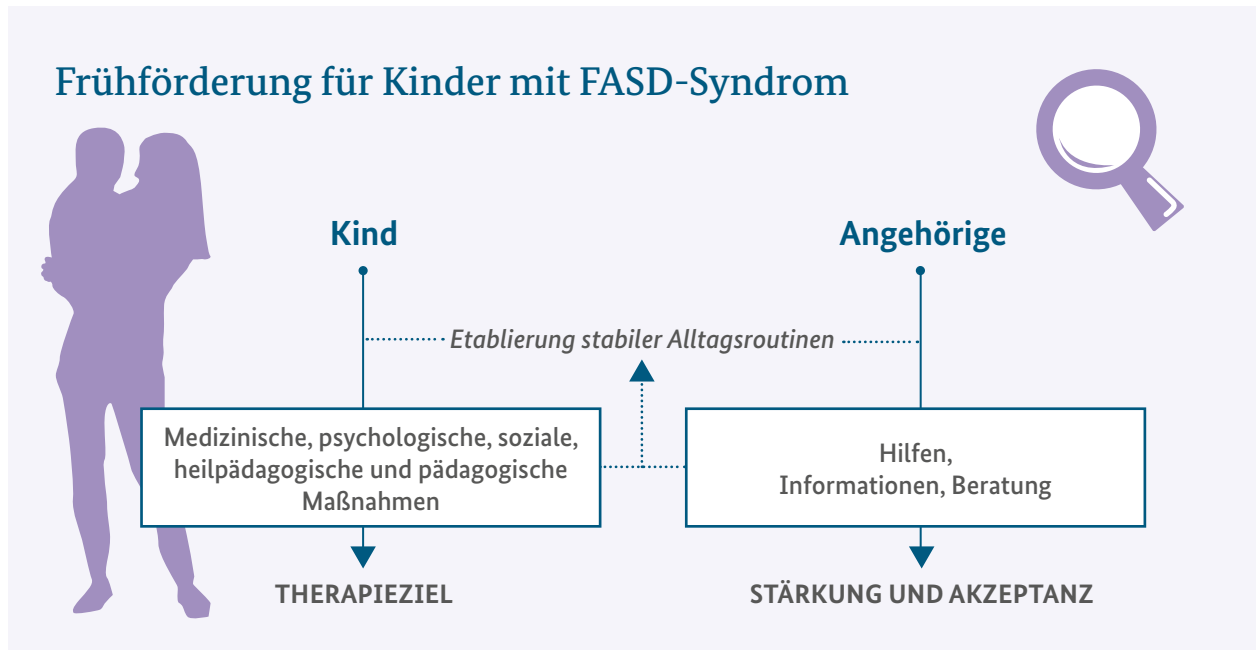 Frühförderung für Kinder mit FASD-Syndrom
Kind
Angehörige
Etablierung stabiler Alltagsroutinen
Medizinische, psychologische, soziale,
heilpädagogische und pädagogische
Maßnahmen
Hilfen,
Informationen, Beratung
THERAPIEZIEL
STÄRKUNG UND AKZEPTANZ